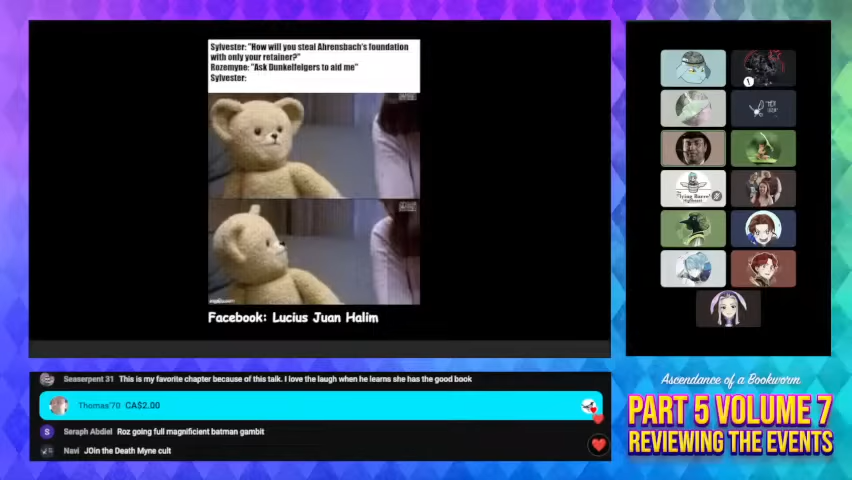 Sylvester: "How will you steal Ahrensbach's foundation
with only your retainer?"
Rozemyne: "Ask Dunkelfelgers to aid me"
Sylvester:
Facebook: Lucius Juan Halim
Seaserpent 31 This is my favorite chapter because of this talk. I love the laugh when he learns she has the good book
Thomas'70 CA$2.00
S Seraph Abdiel Roz going full magnificient batman gambit
Navi JOin the Death Myne cult
Ascendance of a Bookworm
PART 5 VOLUME 7
REVIEWING THE EVENTS